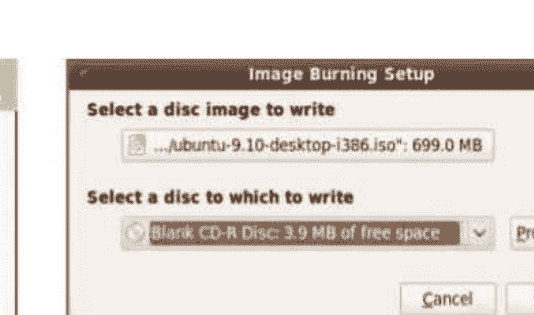 Image Burning Setup
Select a disc image to write
.../ubuntu-9.10-desktop-i386.iso": 699.0 MB
Select a disc to which to write
Blank CD-R Disc: 3.9 MB of free space
Pr
Cancel